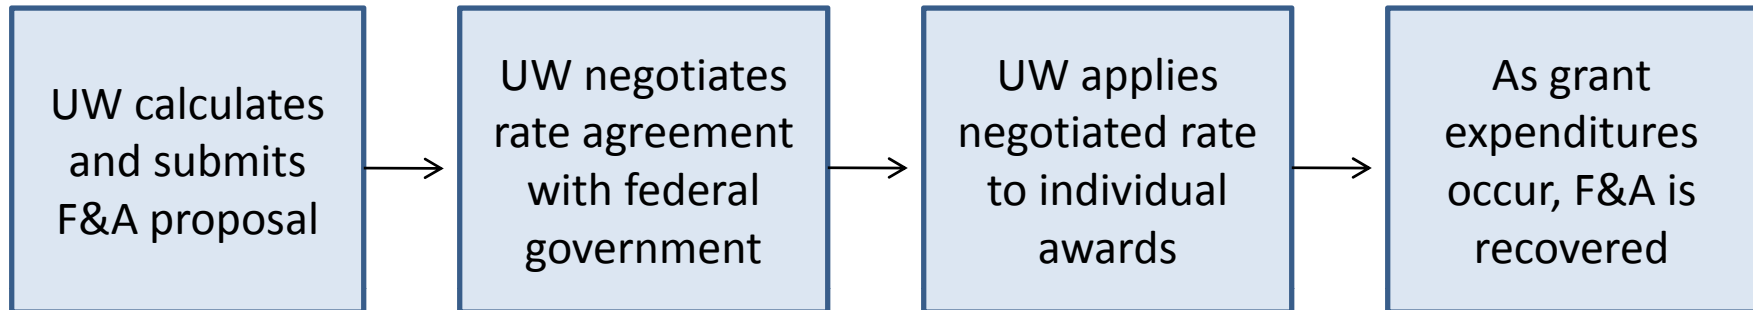 UW calculates
and submits
F&A proposal
UW negotiates
rate agreement
with federal
government
UW applies
negotiated rate
to individual
awards
As grant
expenditures
occur, F&A is
recovered